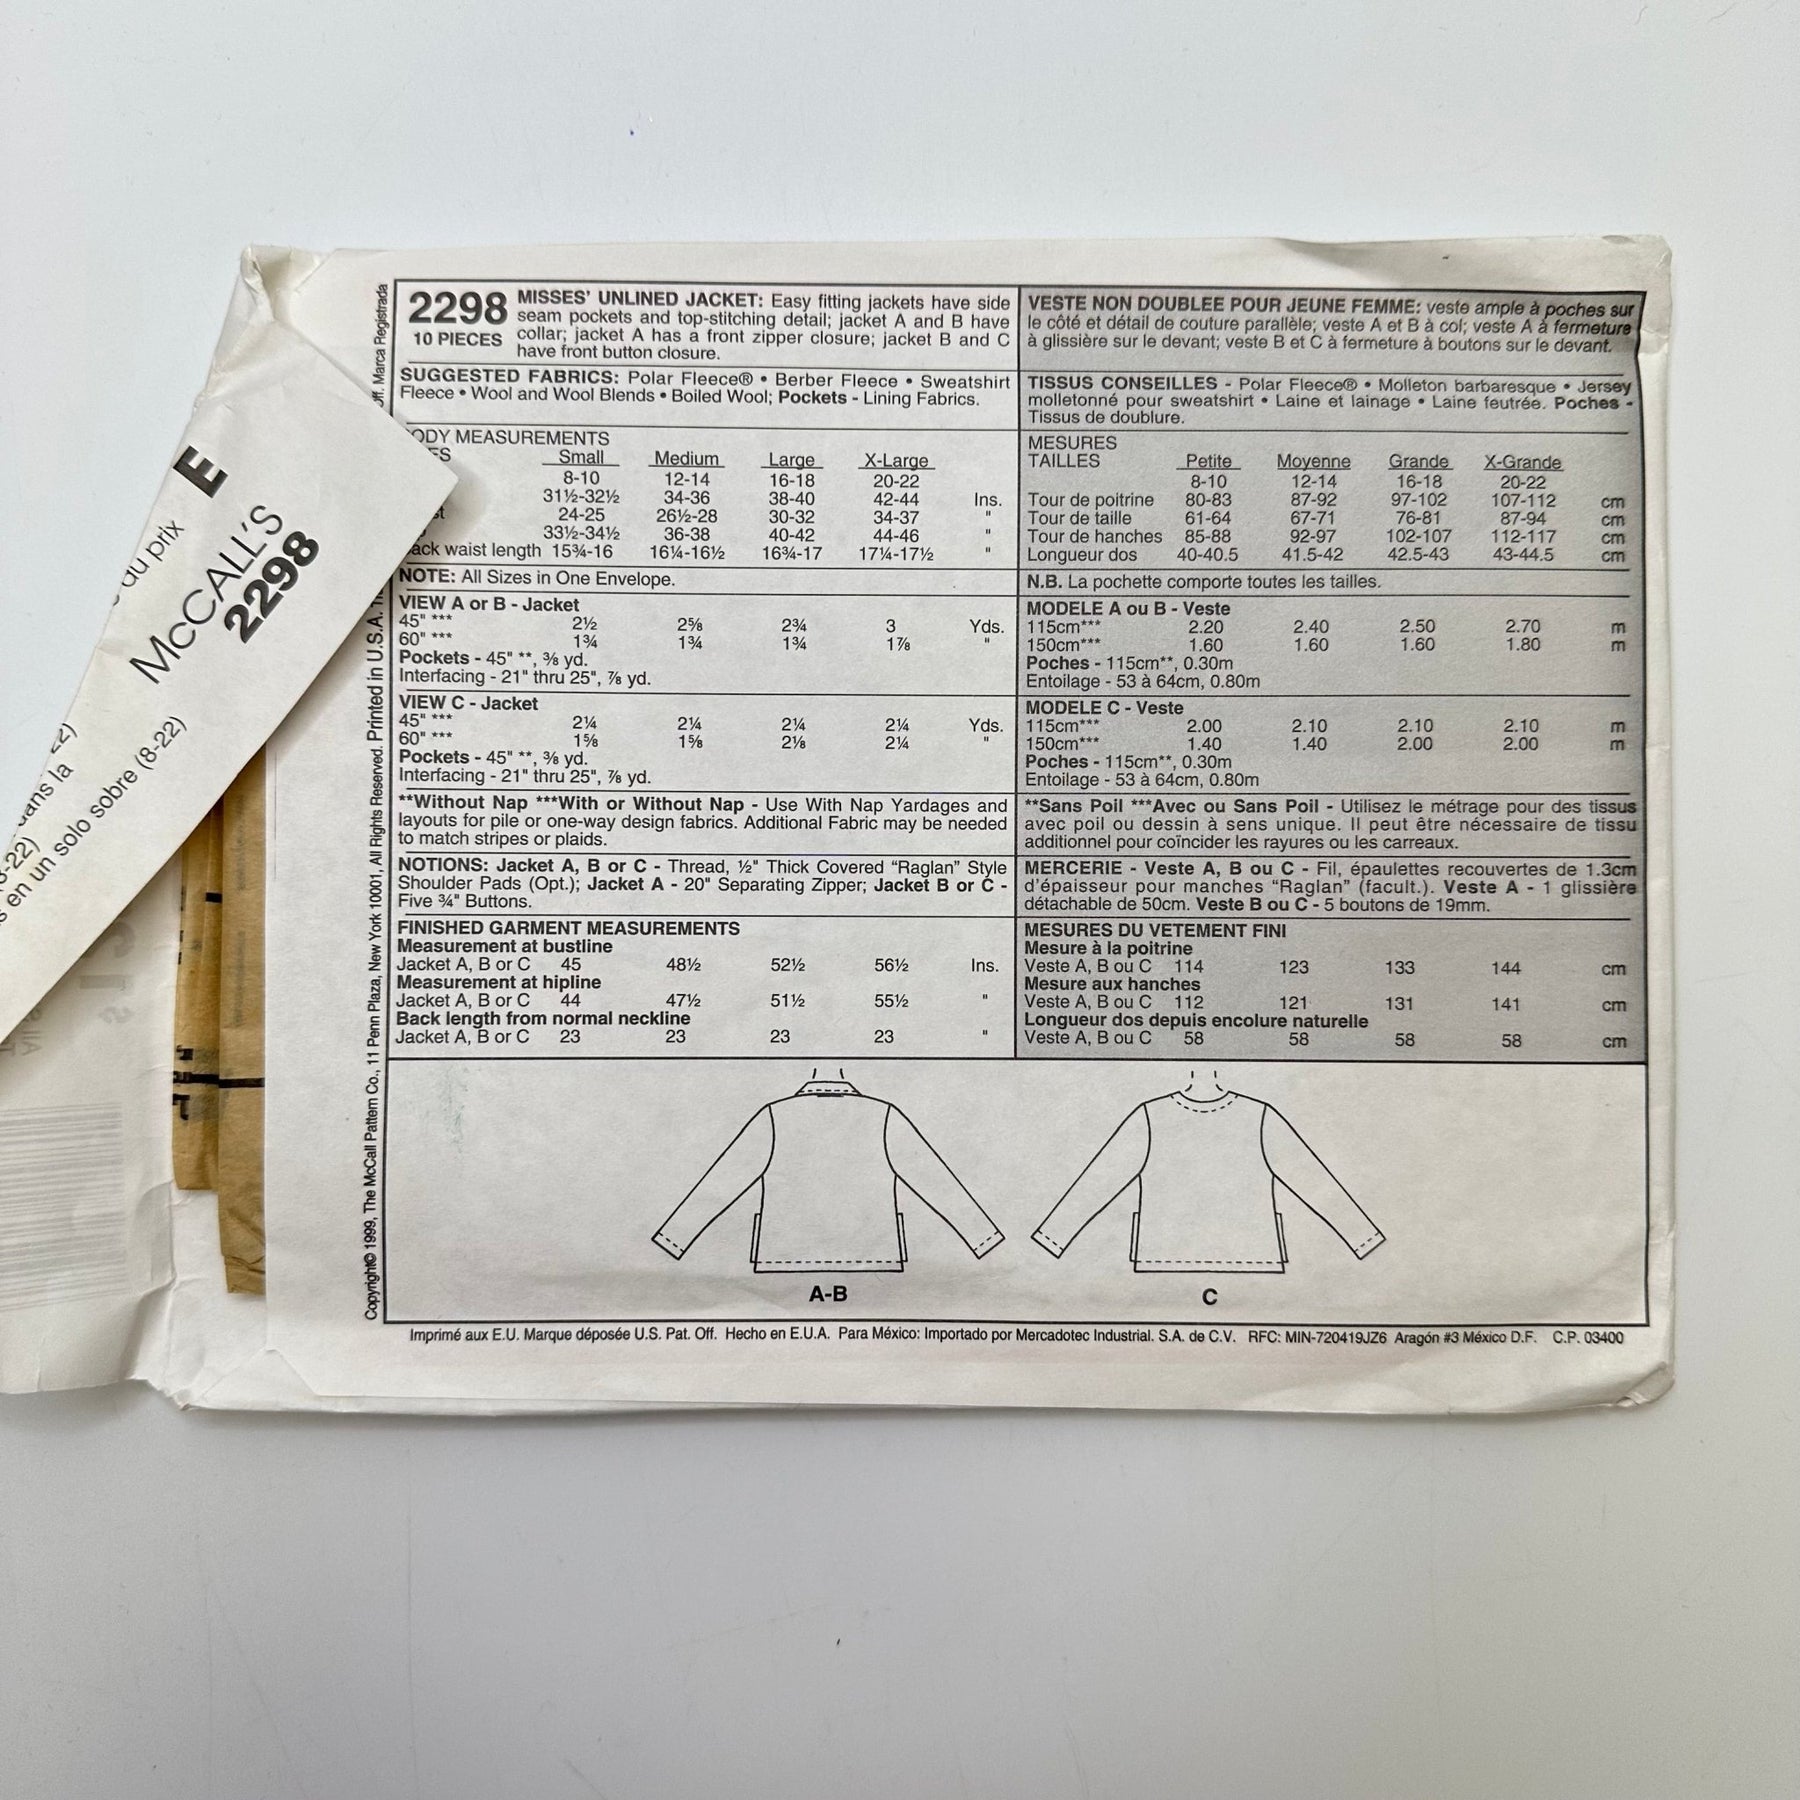 2298
10 PIECES
MISSES' UNLINED JACKET: Easy fitting jackets have side
seam pockets and top-stitching detail; jacket A and B have
collar; jacket A has a front zipper closure; jacket B and C
have front button closure.
SUGGESTED FABRICS: Polar Fleece® • Berber Fleece • Sweatshirt
Fleece • Wool and Wool Blends • Boiled Wool; Pockets - Lining Fabrics.
ODY MEASUREMENTS
ES Small Medium Large X-Large
8-10 12-14 16-18 20-22
31½-32½ 34-36 38-40 42-44 Ins.
st 24-25 26½-28 30-32 34-37 "
33½-34½ 36-38 40-42 44-46 "
ack waist length 15¾-16 16¼-16½ 16¾-17 17¼-17½ "
NOTE: All Sizes in One Envelope.
VIEW A or B - Jacket
45" *** 2½ 2⅝ 2¾ 3 Yds.
60" *** 1¾ 1¾ 1¾ 1⅞ "
Pockets - 45" **, ⅜ yd.
Interfacing - 21" thru 25", ⅞ yd.
VIEW C - Jacket
45" *** 2¼ 2¼ 2¼ 2¼ Yds.
60" *** 1⅝ 1⅝ 2⅛ 2¼ "
Pockets - 45" **, ⅜ yd.
Interfacing - 21" thru 25", ⅞ yd.
**Without Nap ***With or Without Nap - Use With Nap Yardages and
layouts for pile or one-way design fabrics. Additional Fabric may be needed
to match stripes or plaids.
NOTIONS: Jacket A, B or C - Thread, ½" Thick Covered “Raglan” Style
Shoulder Pads (Opt.); Jacket A - 20" Separating Zipper; Jacket B or C -
Five ¾" Buttons.
FINISHED GARMENT MEASUREMENTS
Measurement at bustline
Jacket A, B or C 45 48½ 52½ 56½ Ins.
Measurement at hipline
Jacket A, B or C 44 47½ 51½ 55½ "
Back length from normal neckline
Jacket A, B or C 23 23 23 23 "
VESTE NON DOUBLEE POUR JEUNE FEMME: veste ample à poches sur
le côté et détail de couture parallèle; veste A et B à col; veste A à fermeture
à glissière sur le devant; veste B et C à fermeture à boutons sur le devant.
TISSUS CONSEILLES - Polar Fleece® • Molleton barbaresque • Jersey
molletonné pour sweatshirt • Laine et lainage • Laine feutrée. Poches -
Tissus de doublure.
MESURES
TAILLES Petite Moyenne Grande X-Grande
8-10 12-14 16-18 20-22
Tour de poitrine 80-83 87-92 97-102 107-112 cm
Tour de taille 61-64 67-71 76-81 87-94 cm
Tour de hanches 85-88 92-97 102-107 112-117 cm
Longueur dos 40-40.5 41.5-42 42.5-43 43-44.5 cm
N.B. La pochette comporte toutes les tailles.
MODELE A ou B - Veste
115cm*** 2.20 2.40 2.50 2.70 m
150cm*** 1.60 1.60 1.60 1.80 m
Poches - 115cm**, 0.30m
Entoilage - 53 à 64cm, 0.80m
MODELE C - Veste
115cm*** 2.00 2.10 2.10 2.10 m
150cm*** 1.40 1.40 2.00 2.00 m
Poches - 115cm**, 0.30m
Entoilage - 53 à 64cm, 0.80m
**Sans Poil ***Avec ou Sans Poil - Utilisez le métrage pour des tissus
avec poil ou dessin à sens unique. Il peut être nécessaire de tissu
additionnel pour coïncider les rayures ou les carreaux.
MERCERIE - Veste A, B ou C - Fil, épaulettes recouvertes de 1.3cm
d'épaisseur pour manches “Raglan” (facult.). Veste A - 1 glissière
détachable de 50cm. Veste B ou C - 5 boutons de 19mm.
MESURES DU VETEMENT FINI
Mesure à la poitrine
Veste A, B ou C 114 123 133 144 cm
Mesure aux hanches
Veste A, B ou C 112 121 131 141 cm
Longueur dos depuis encolure naturelle
Veste A, B ou C 58 58 58 58 cm
A-B
C
Imprimé aux E.U. Marque déposée U.S. Pat. Off. Hecho en E.U.A. Para México: Importado por Mercadotec Industrial. S.A. de C.V. RFC: MIN-720419JZ6 Aragón #3 México D.F. C.P. 03400
Copyright© 1999, The McCall Pattern Co., 11 Penn Plaza, New York 10001, All Rights Reserved. Printed in U.S.A.
Off. Marca Registrada
E
McCALL'S
2298
au prix
dans la
en un solo sobre (8-22)